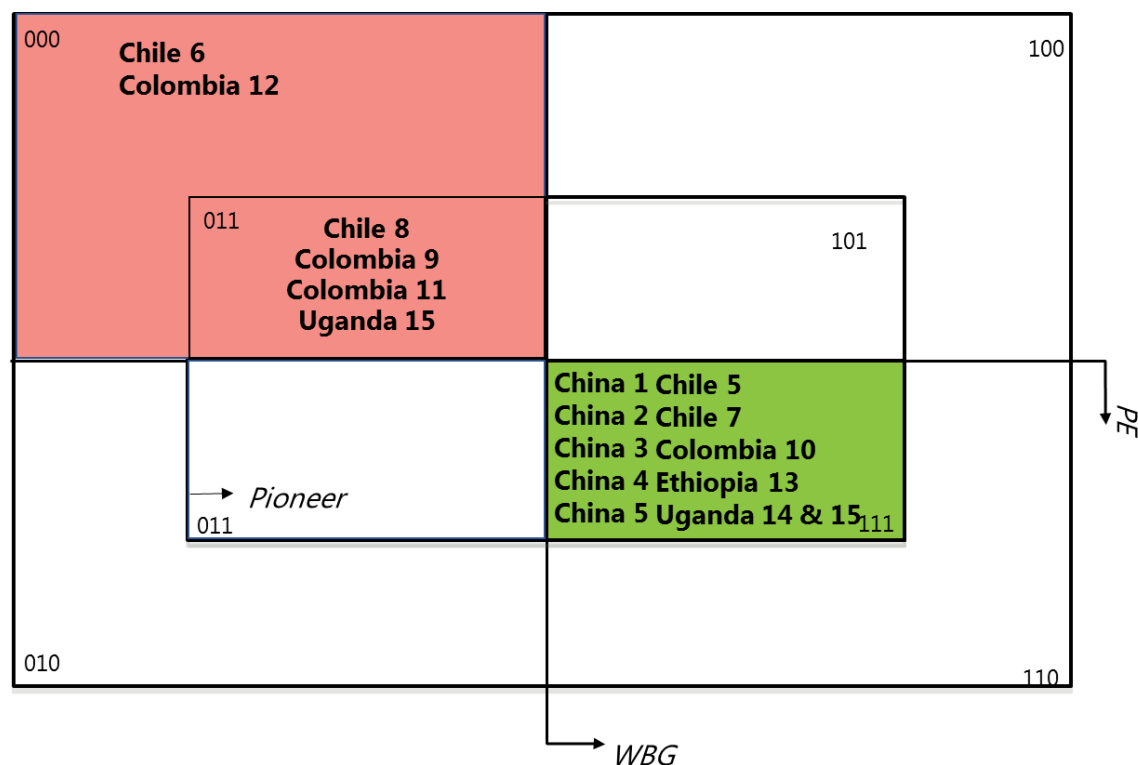 000
Chile 6
Colombia 12
100
011
Chile 8
Colombia 9
Colombia 11
Uganda 15
101
China 1 Chile 5
China 2 Chile 7
China 3 Colombia 10
China 4 Ethiopia 13
China 5 Uganda 14 & 15
111
PE
Pioneer
011
010
110
WBG